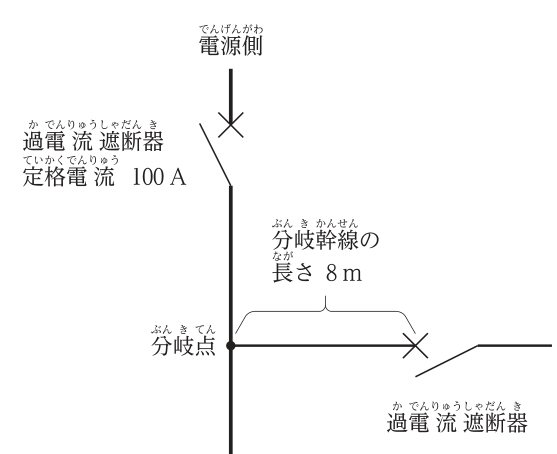 でんげんがわ
電源側
か でんりゅうしゃだん き
過電流遮断器
ていかくでんりゅう
定格電流 100 A
ぶん き かんせん
分岐幹線の
なが
長さ 8 m
ぶん き てん
分岐点
か でんりゅうしゃだん き
過電流遮断器